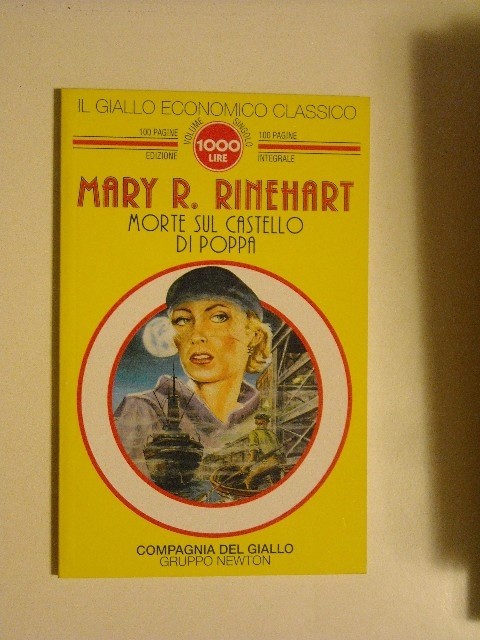 IL GIALLO ECONOMICO CLASSICO
100 PAGINE
VOLUME SINGOLO
100 PAGINE
EDIZIONE
1000
LIRE
INTEGRALE
MARY R. RINEHART
MORTE SUL CASTELLO
DI POPPA
COMPAGNIA DEL GIALLO
GRUPPO NEWTON